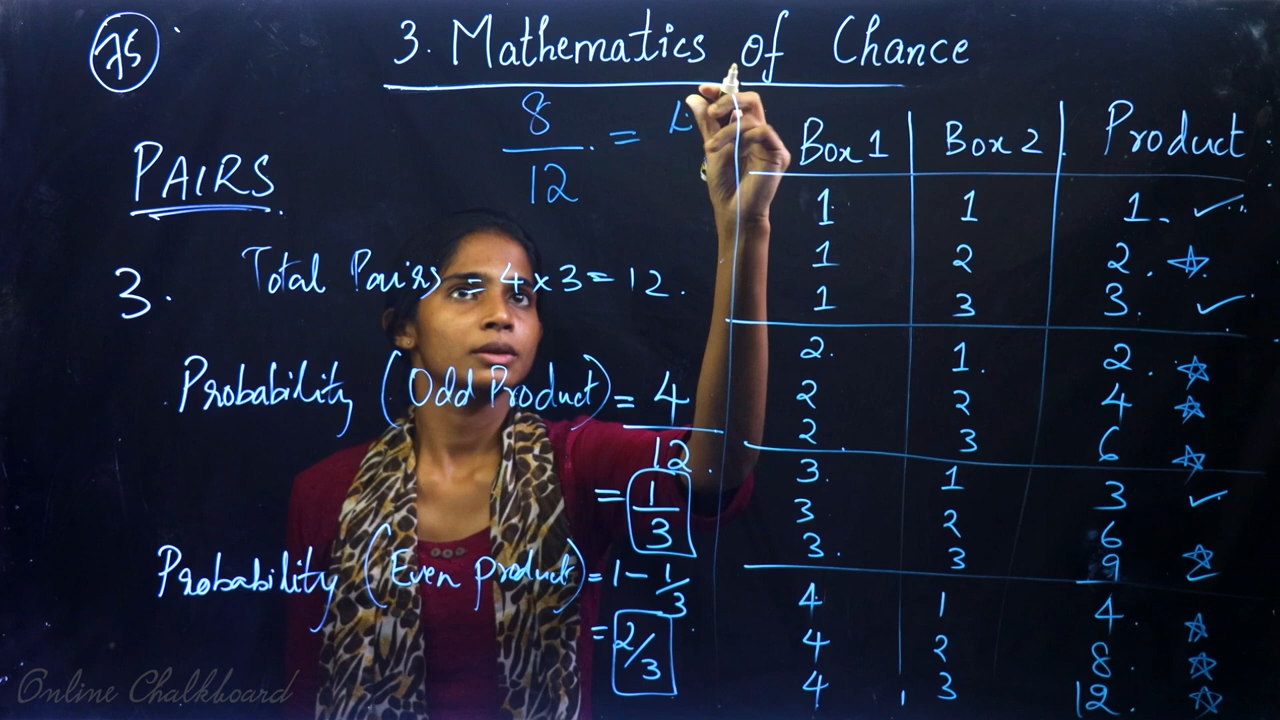 75
3. Mathematics of Chance
8/12 =
PAIRS
3. Total Pairs = 4 x 3 = 12.
Probability (Odd Product) = 4/12
= 1/3
Probability (Even product) = 1 - 1/3
= 2/3
Box 1 Box 2 Product
1 1 1. ✓
1 2 2. ☆
1 3 3. ✓
2. 1. 2. ☆
2 2 4 ☆
2. 3 6 ☆
3. 1 3 ✓
3 2 6 ☆
3. 3 9 ✓
4 1 4. ☆
4 2 8. ☆
4 3 12. ☆
Online Chalkboard